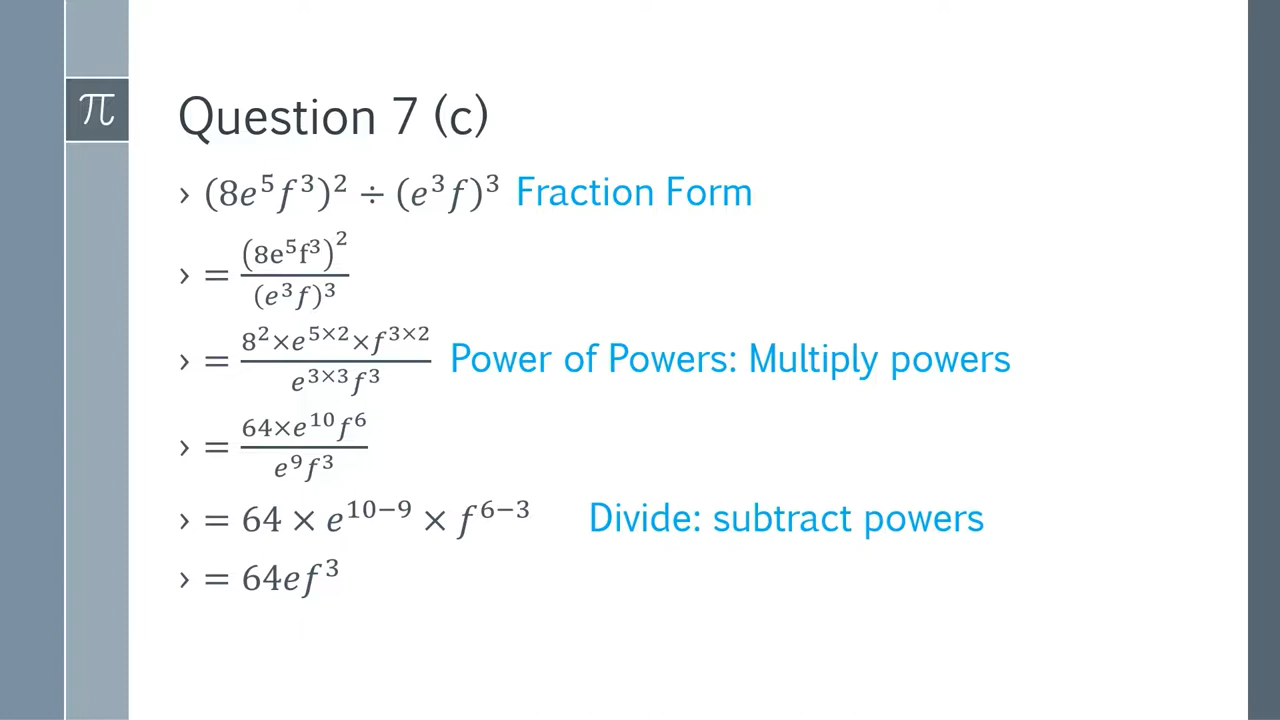 π
Question 7 (c)
› (8e⁵f³)² ÷ (e³f)³ Fraction Form
› = (8e⁵f³)² / (e³f)³
› = 8²×e⁵ˣ²×f³ˣ² / e³ˣ³f³ Power of Powers: Multiply powers
› = 64×e¹⁰f⁶ / e⁹f³
› = 64 × e¹⁰⁻⁹ × f⁶⁻³ Divide: subtract powers
› = 64ef³